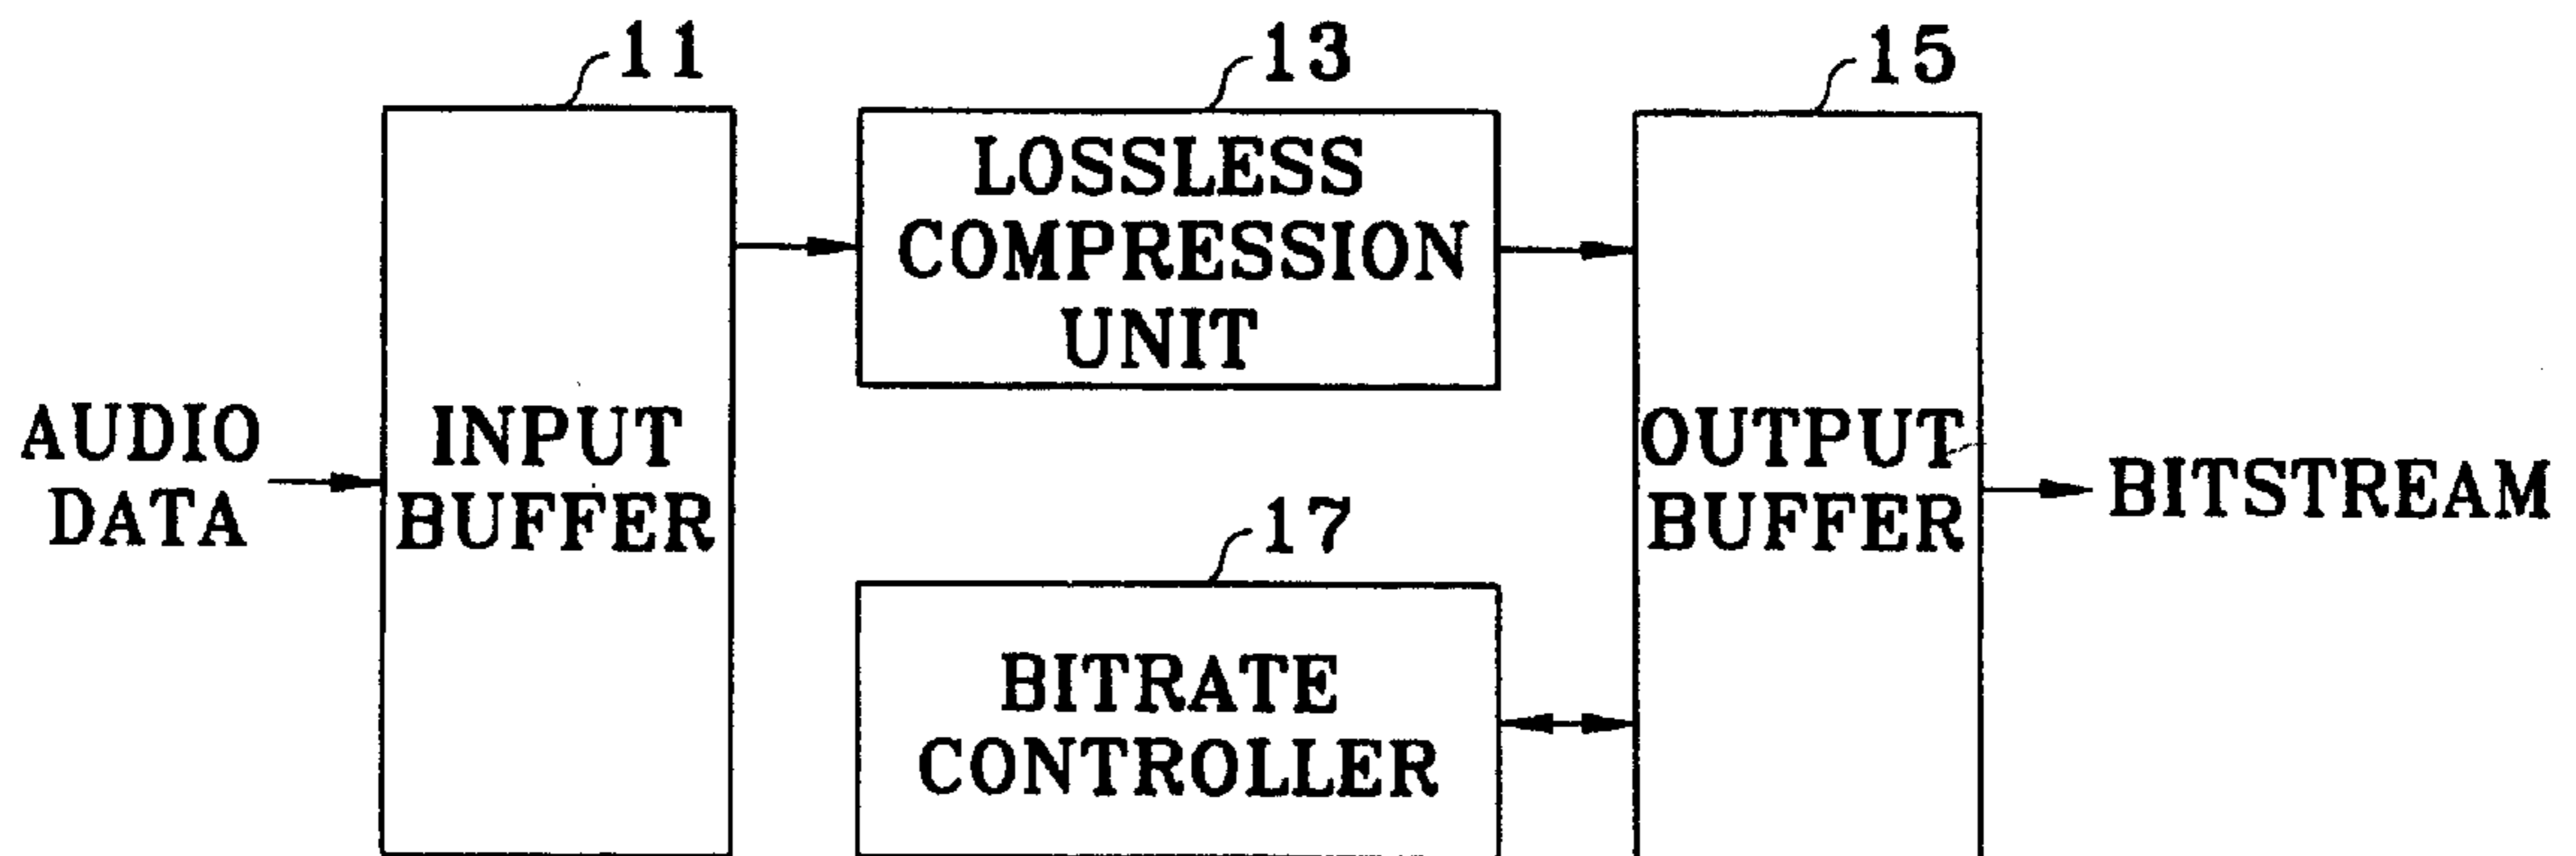 11
13
15
LOSSLESS
COMPRESSION
UNIT
AUDIO
DATA
INPUT
BUFFER
OUTPUT
BUFFER
BITSTREAM
17
BITRATE
CONTROLLER